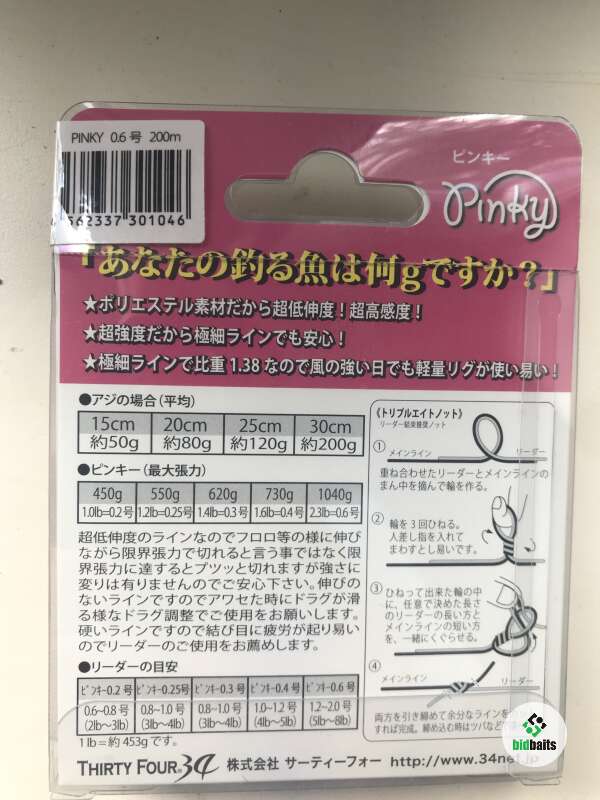 PINKY 0.6号 200m
4562337301046
ピンキー
Pinky
「あなたの釣る魚は何gですか？」
★ポリエステル素材だから超低伸度！超高感度！
★超強度だから極細ラインでも安心！
★極細ラインで比重1.38なので風の強い日でも軽量リグが使い易い！
●アジの場合（平均）
15cm 20cm 25cm 30cm
約50g 約80g 約120g 約200g
●ピンキー（最大張力）
450g 550g 620g 730g 1040g
1.0lb=0.2号 1.2lb=0.25号 1.4lb=0.3号 1.6lb=0.4号 2.3lb=0.6号
超低伸度のラインなのでフロロ等の様に伸び
ながら限界張力で切れると言う事ではなく限
界張力に達するとプツッと切れますが強さに
変りは有りませんのでご安心下さい。伸びの
ないラインですのでアワセた時にドラグが滑
る様なドラグ調整でご使用をお願いします。
硬いラインですので結び目に疲労が起り易い
のでリーダーのご使用をお薦めします。
●リーダーの目安
ピンキー0.2号 ピンキー0.25号 ピンキー0.3号 ピンキー0.4号 ピンキー0.6号
0.6~0.8号 0.8~1.0号 0.8~1.0号 1.0~1.2号 1.2~2.0号
(2lb~3lb) (3lb~4lb) (3lb~4lb) (4lb~5lb) (5lb~8lb)
1lb=約453gです。
《トリプルエイトノット》
リーダー結束接奨ノット
① メインライン リーダー
重ね合わせたリーダーとメインラインの
まん中を摘んで輪を作る。
② 輪を3回ひねる。
人差し指を入れて
まわすとし易いです。
③ ひねって出来た輪の中
に、任意で決めた長さ
のリーダーの長い方と
メインラインの短い方
を、一緒にくぐらせる。
④ メインライン リーダー
両方を引き締めて余分なラインを
すれば完成。締め込む時はツバなどで
bidbaits
THIRTY FOUR 34 株式会社 サーティーフォー http://www.34net.jp